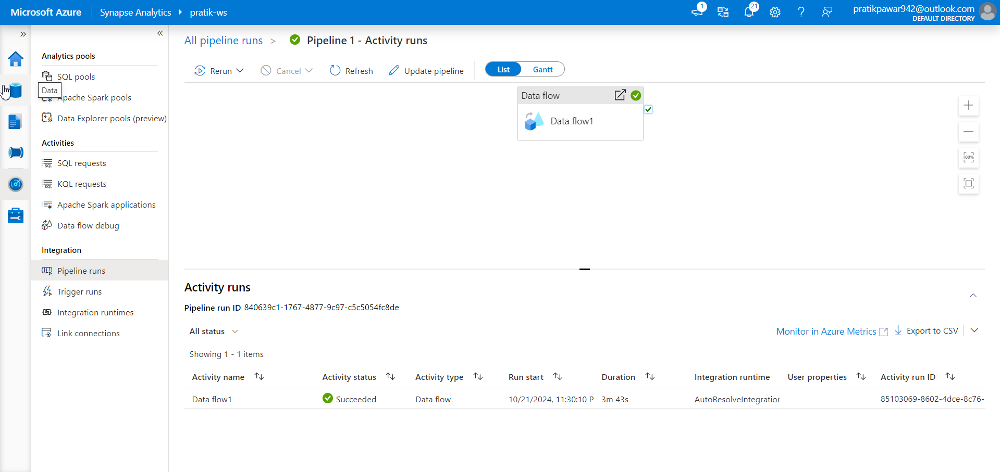 Microsoft Azure
Synapse Analytics
pratik-ws
1
21
pratikpawar942@outlook.com
DEFAULT DIRECTORY
Analytics pools
SQL pools
Data
Apache Spark pools
Data Explorer pools (preview)
Activities
SQL requests
KQL requests
Apache Spark applications
Data flow debug
Integration
Pipeline runs
Trigger runs
Integration runtimes
Link connections
All pipeline runs > Pipeline 1 - Activity runs
Rerun Cancel Refresh Update pipeline List Gantt
Data flow
Data flow1
100%
Activity runs
Pipeline run ID 840639c1-1767-4877-9c97-c5c5054fc8de
All status
Monitor in Azure Metrics Export to CSV
Showing 1 - 1 items
Activity name Activity status Activity type Run start Duration Integration runtime User properties Activity run ID
Data flow1 Succeeded Data flow 10/21/2024, 11:30:10 P 3m 43s AutoResolveIntegration 85103069-8602-4dce-8c76-